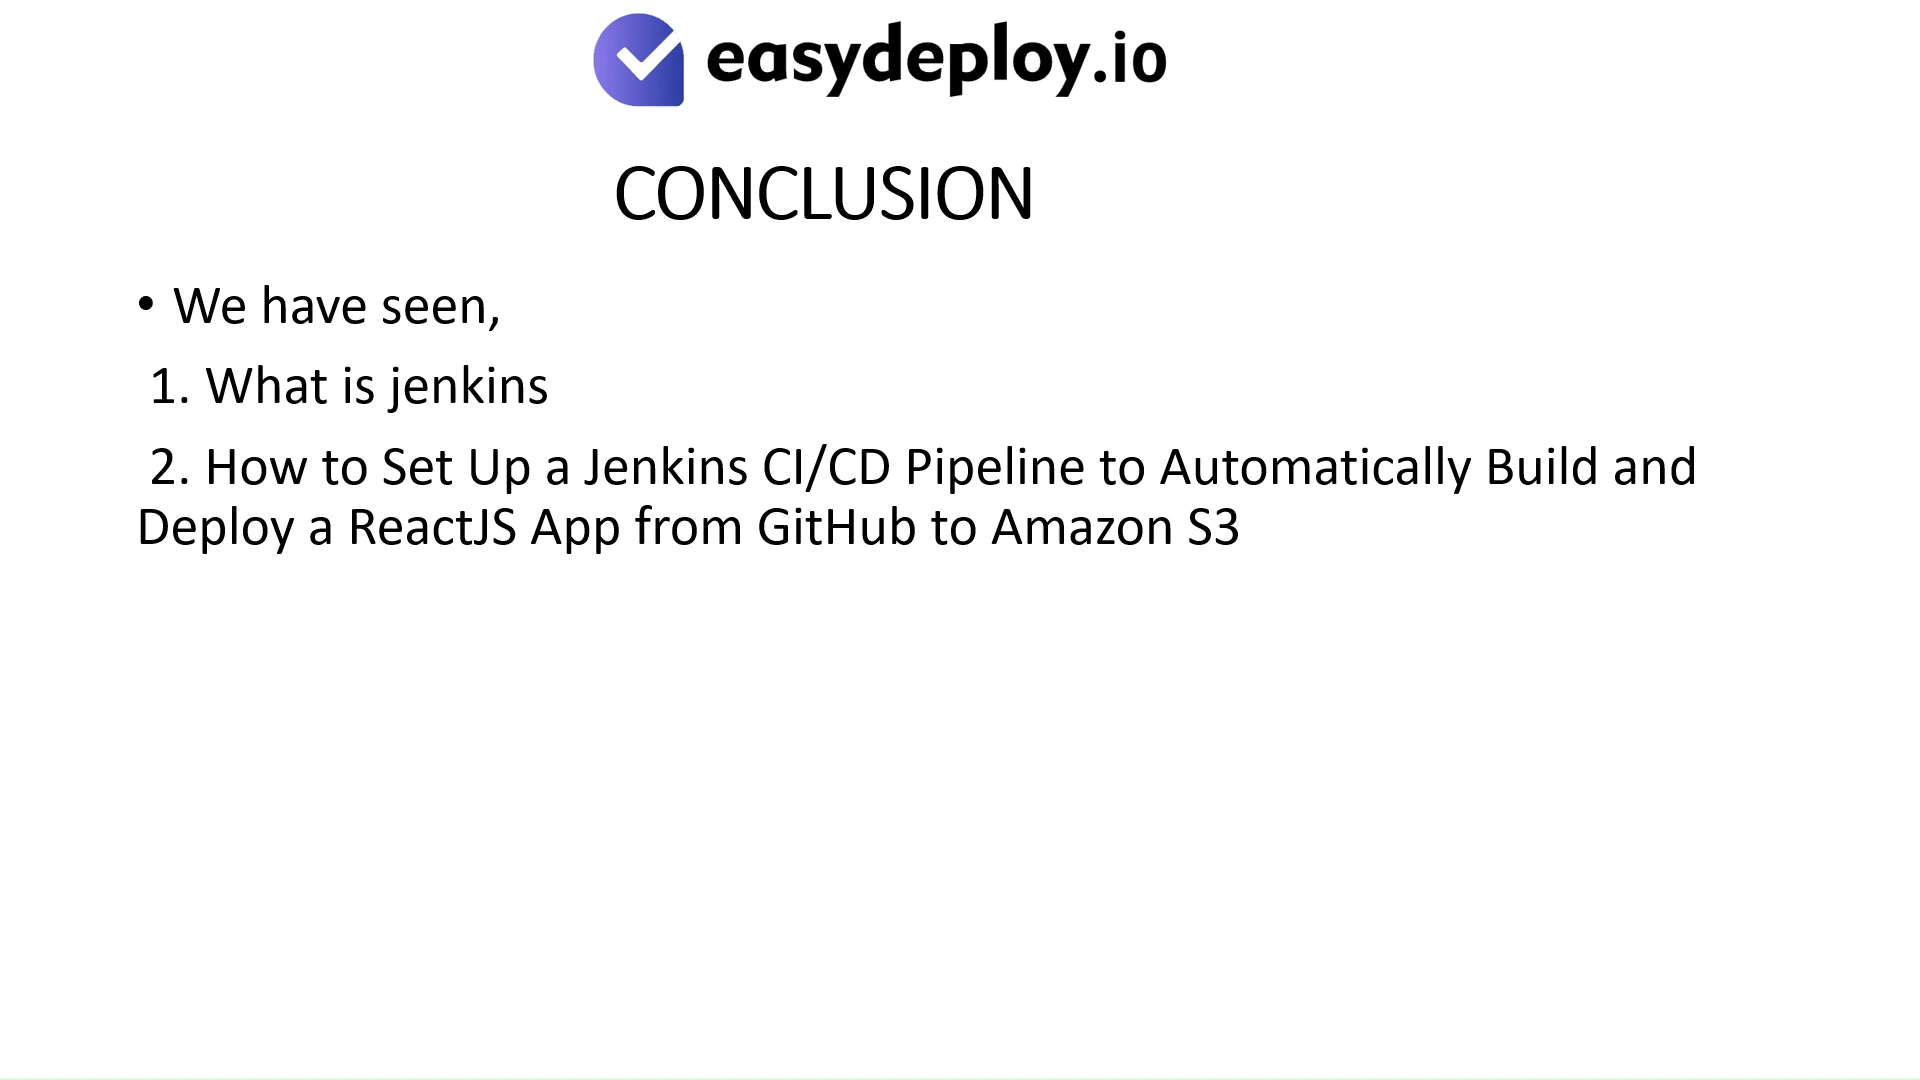 easydeploy.io
CONCLUSION
• We have seen,
1. What is jenkins
2. How to Set Up a Jenkins CI/CD Pipeline to Automatically Build and
Deploy a ReactJS App from GitHub to Amazon S3